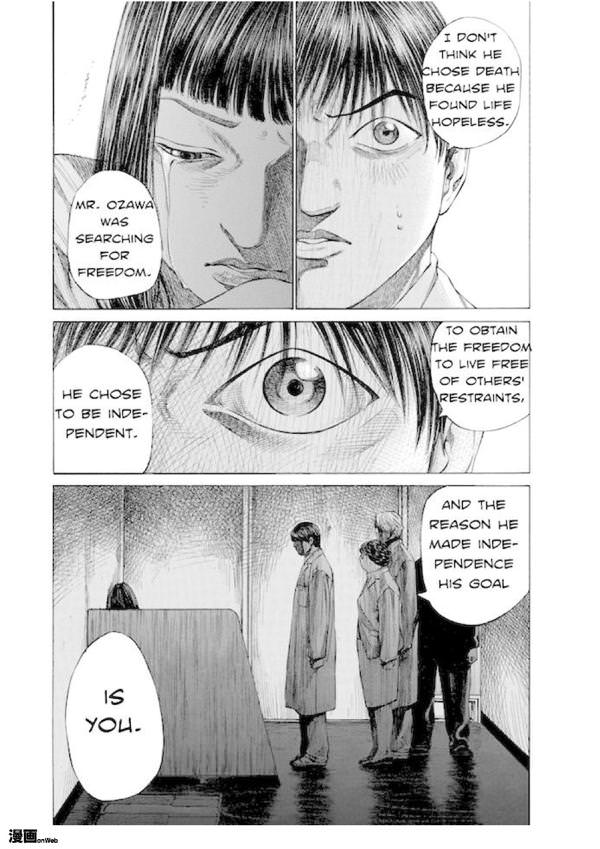 I DON'T
THINK HE
CHOSE DEATH
BECAUSE HE
FOUND LIFE
HOPELESS.
MR. OZAWA
WAS
SEARCHING
FOR
FREEDOM.
TO OBTAIN
THE FREEDOM
TO LIVE FREE
OF OTHERS'
RESTRAINTS,
HE CHOSE
TO BE INDE-
PENDENT.
AND THE
REASON HE
MADE INDE-
PENDENCE
HIS GOAL
IS
YOU.
漫画onWeb